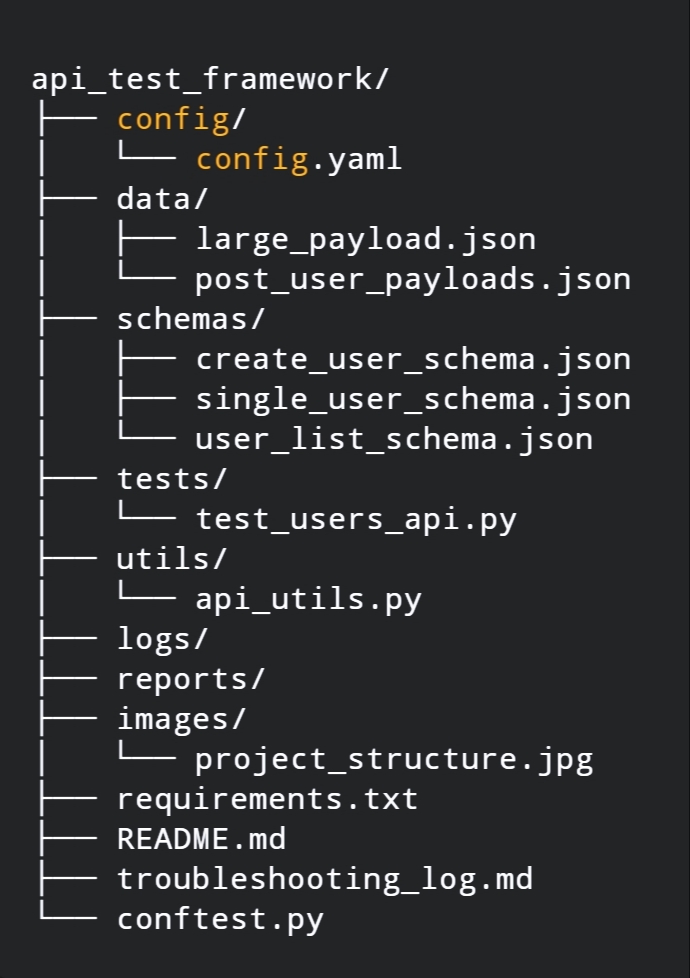 api_test_framework/
├── config/
│   └── config.yaml
├── data/
│   ├── large_payload.json
│   └── post_user_payloads.json
├── schemas/
│   ├── create_user_schema.json
│   ├── single_user_schema.json
│   └── user_list_schema.json
├── tests/
│   └── test_users_api.py
├── utils/
│   └── api_utils.py
├── logs/
├── reports/
├── images/
│   └── project_structure.jpg
├── requirements.txt
├── README.md
├── troubleshooting_log.md
└── conftest.py